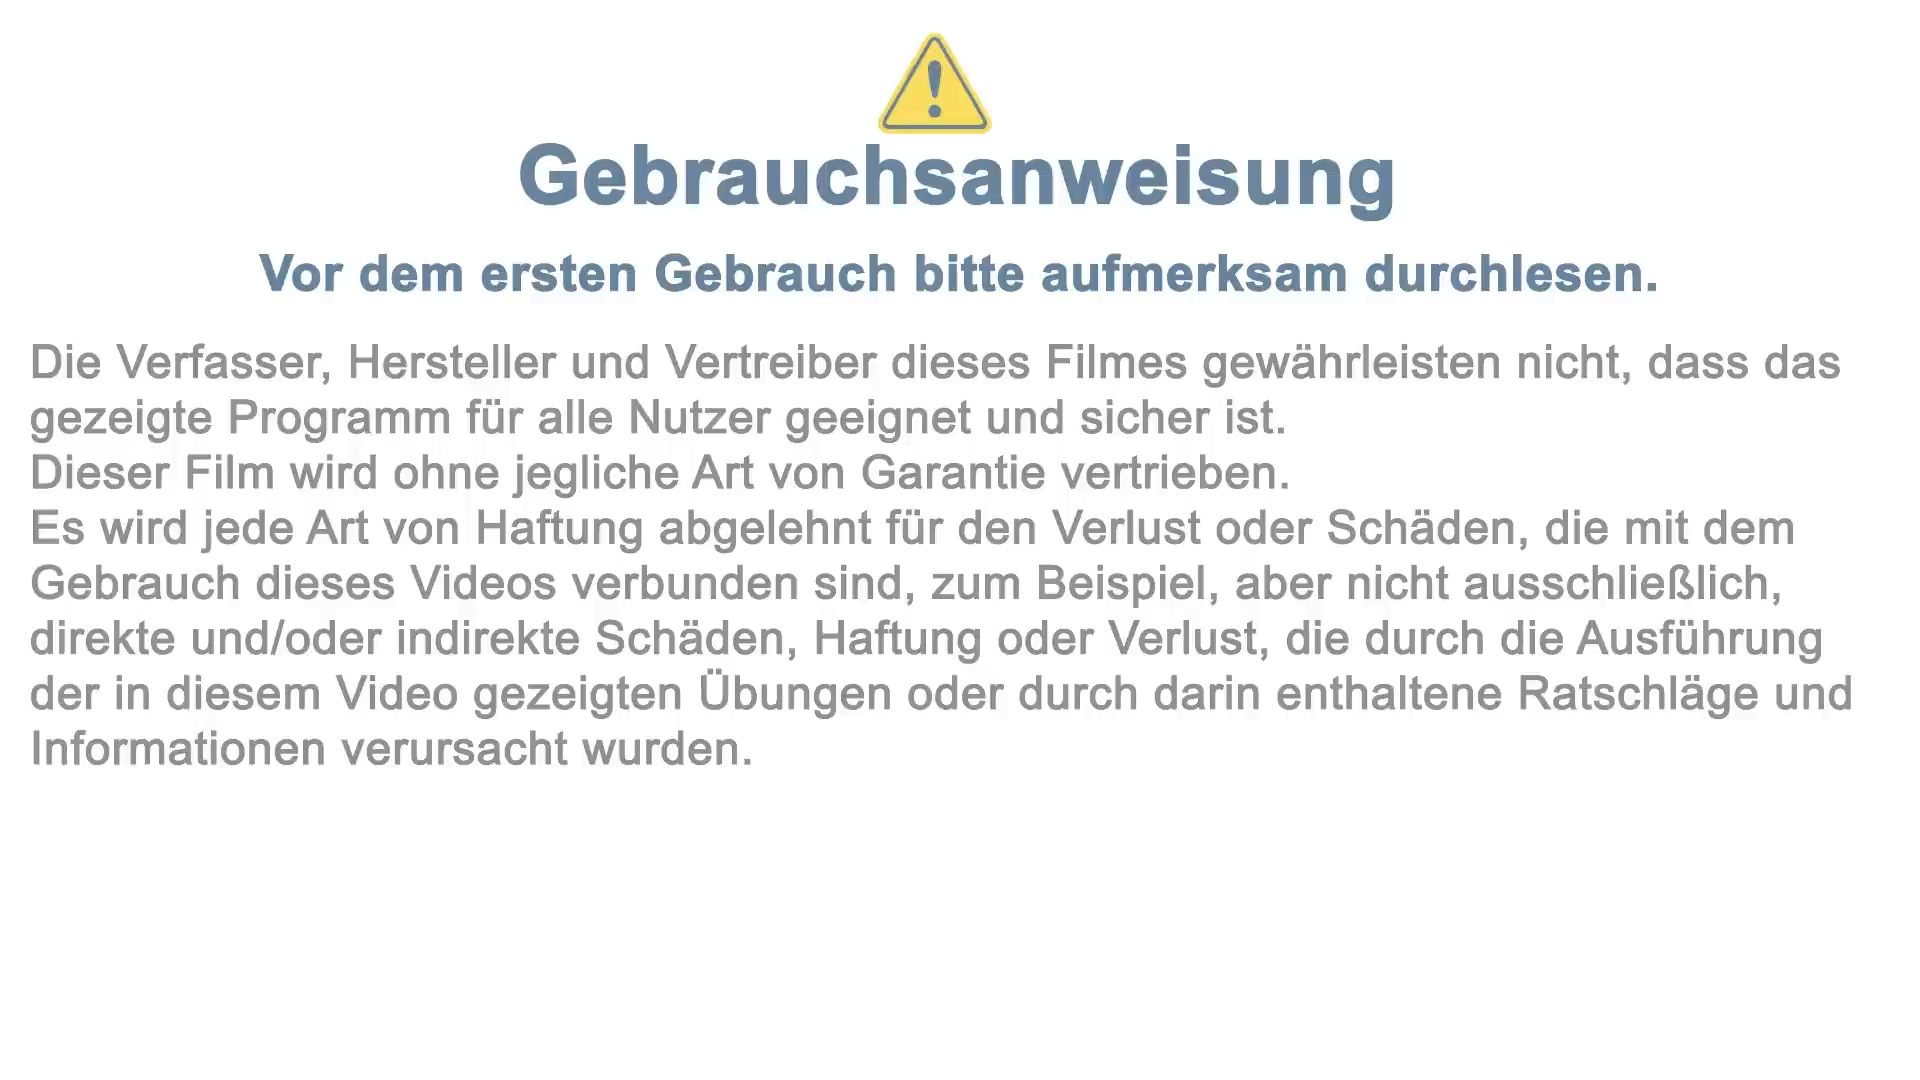 Gebrauchsanweisung
Vor dem ersten Gebrauch bitte aufmerksam durchlesen.
Die Verfasser, Hersteller und Vertreiber dieses Filmes gewährleisten nicht, dass das
gezeigte Programm für alle Nutzer geeignet und sicher ist.
Dieser Film wird ohne jegliche Art von Garantie vertrieben.
Es wird jede Art von Haftung abgelehnt für den Verlust oder Schäden, die mit dem
Gebrauch dieses Videos verbunden sind, zum Beispiel, aber nicht ausschließlich,
direkte und/oder indirekte Schäden, Haftung oder Verlust, die durch die Ausführung
der in diesem Video gezeigten Übungen oder durch darin enthaltene Ratschläge und
Informationen verursacht wurden.